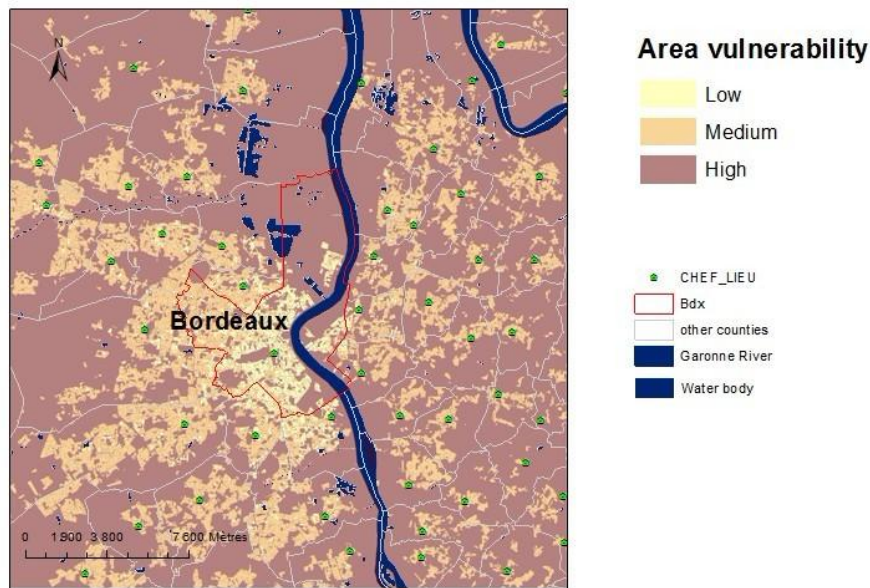 N
Bordeaux
0 1 900 3 800 7 600 Mètres
Area vulnerability
Low
Medium
High
CHEF_LIEU
Bdx
other counties
Garonne River
Water body